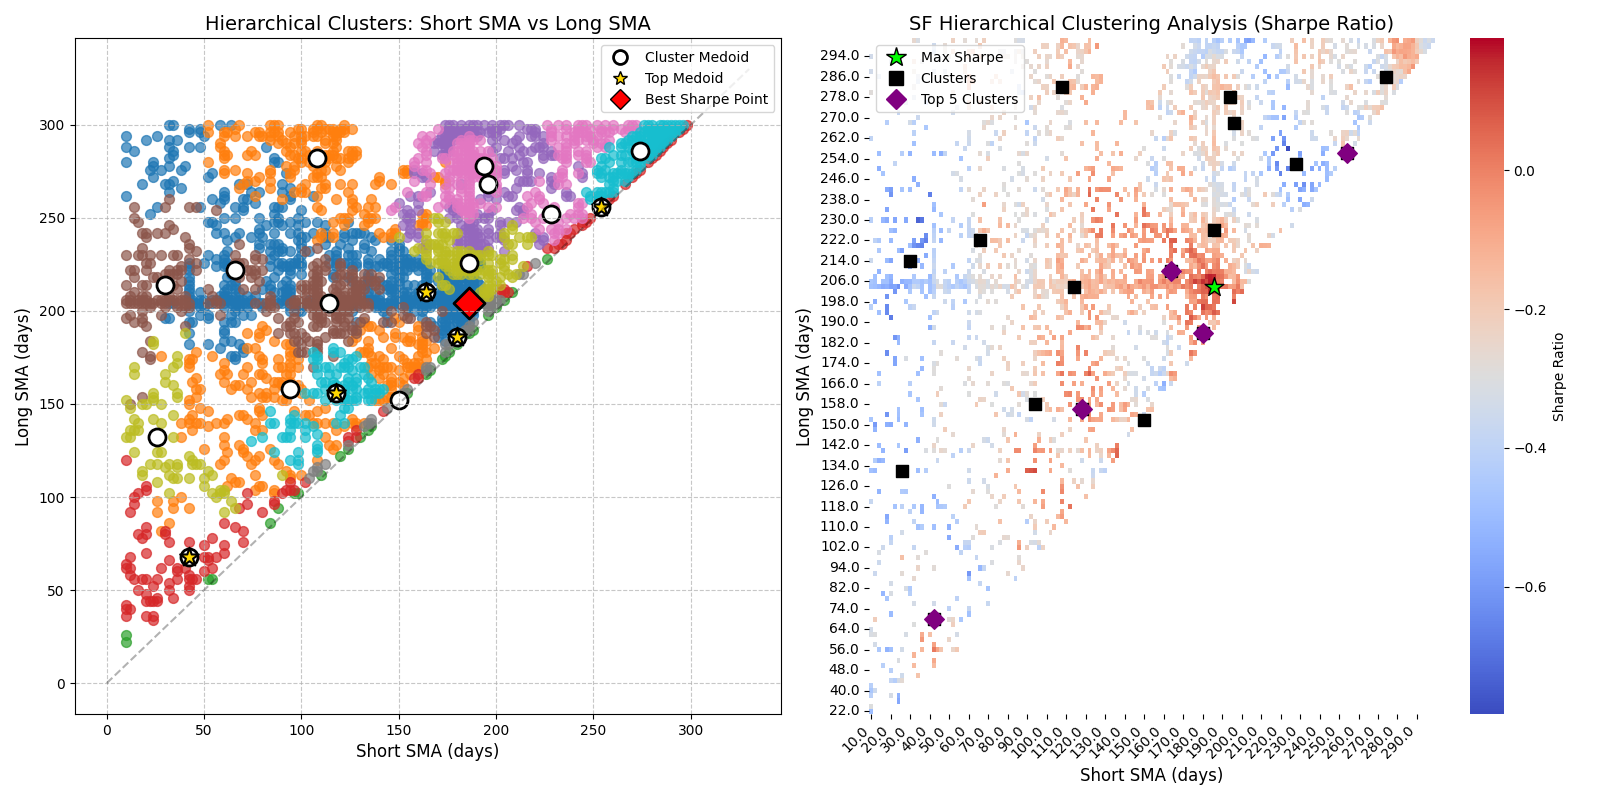 Hierarchical Clusters: Short SMA vs Long SMA
Cluster Medoid
Top Medoid
Best Sharpe Point
300
250
200
150
100
50
0
Long SMA (days)
0 50 100 150 200 250 300
Short SMA (days)
SF Hierarchical Clustering Analysis (Sharpe Ratio)
Max Sharpe
Clusters
Top 5 Clusters
294.0
286.0
278.0
270.0
262.0
254.0
246.0
238.0
230.0
222.0
214.0
206.0
198.0
190.0
182.0
174.0
166.0
158.0
150.0
142.0
134.0
126.0
118.0
110.0
102.0
94.0
82.0
74.0
64.0
56.0
48.0
40.0
22.0
Long SMA (days)
10.0 20.0 30.0 40.0 50.0 60.0 70.0 80.0 90.0 100.0 110.0 120.0 130.0 140.0 150.0 160.0 170.0 180.0 190.0 200.0 210.0 220.0 230.0 240.0 250.0 260.0 270.0 280.0 290.0
Short SMA (days)
0.0
−0.2
−0.4
−0.6
Sharpe Ratio